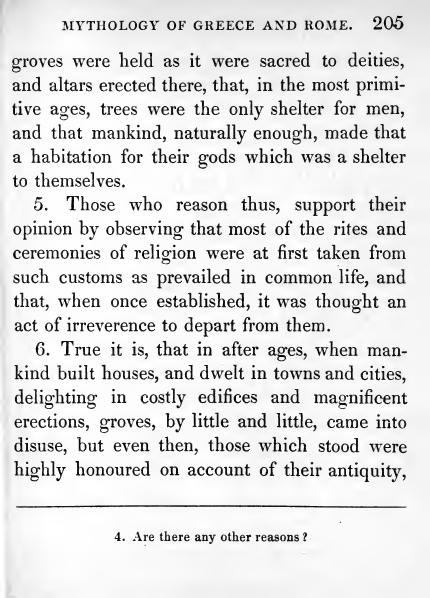 MYTHOLOGY OF GREECE AND ROME. 205
groves were held as it were sacred to deities,
and altars erected there, that, in the most primi-
tive ages, trees were the only shelter for men,
and that mankind, naturally enough, made that
a habitation for their gods which was a shelter
to themselves.
5. Those who reason thus, support their
opinion by observing that most of the rites and
ceremonies of religion were at first taken from
such customs as prevailed in common life, and
that, when once established, it was thought an
act of irreverence to depart from them.
6. True it is, that in after ages, when man-
kind built houses, and dwelt in towns and cities,
delighting in costly edifices and magnificent
erections, groves, by little and little, came into
disuse, but even then, those which stood were
highly honoured on account of their antiquity,
4. Are there any other reasons?